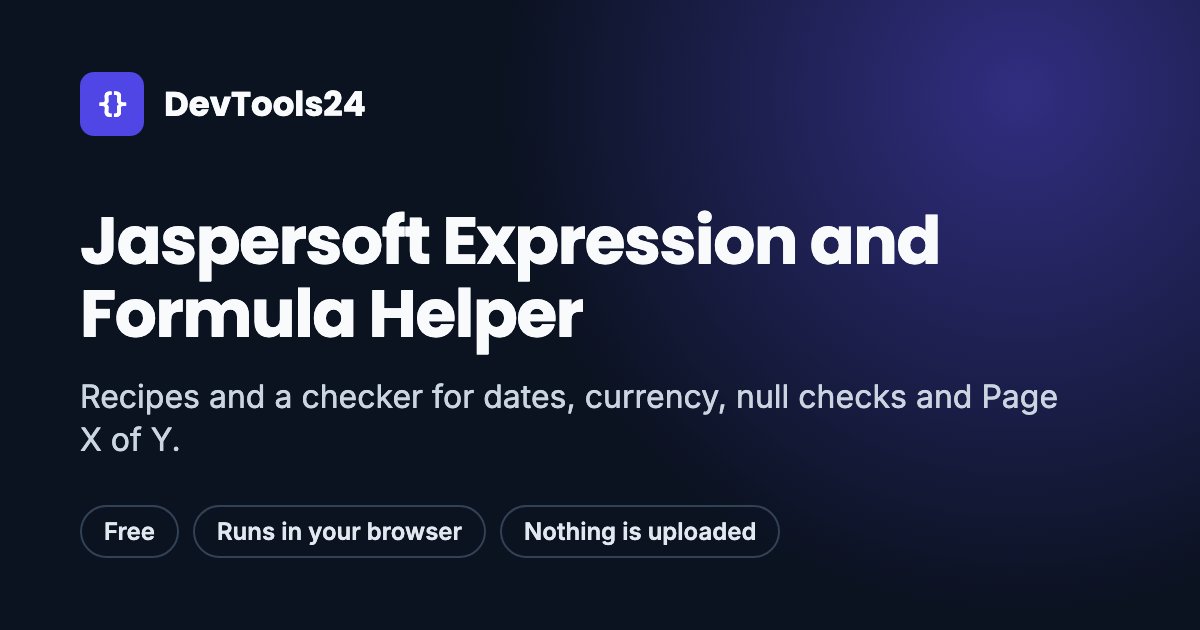 {}
DevTools24
Jaspersoft Expression and
Formula Helper
Recipes and a checker for dates, currency, null checks and Page
X of Y.
Free
Runs in your browser
Nothing is uploaded